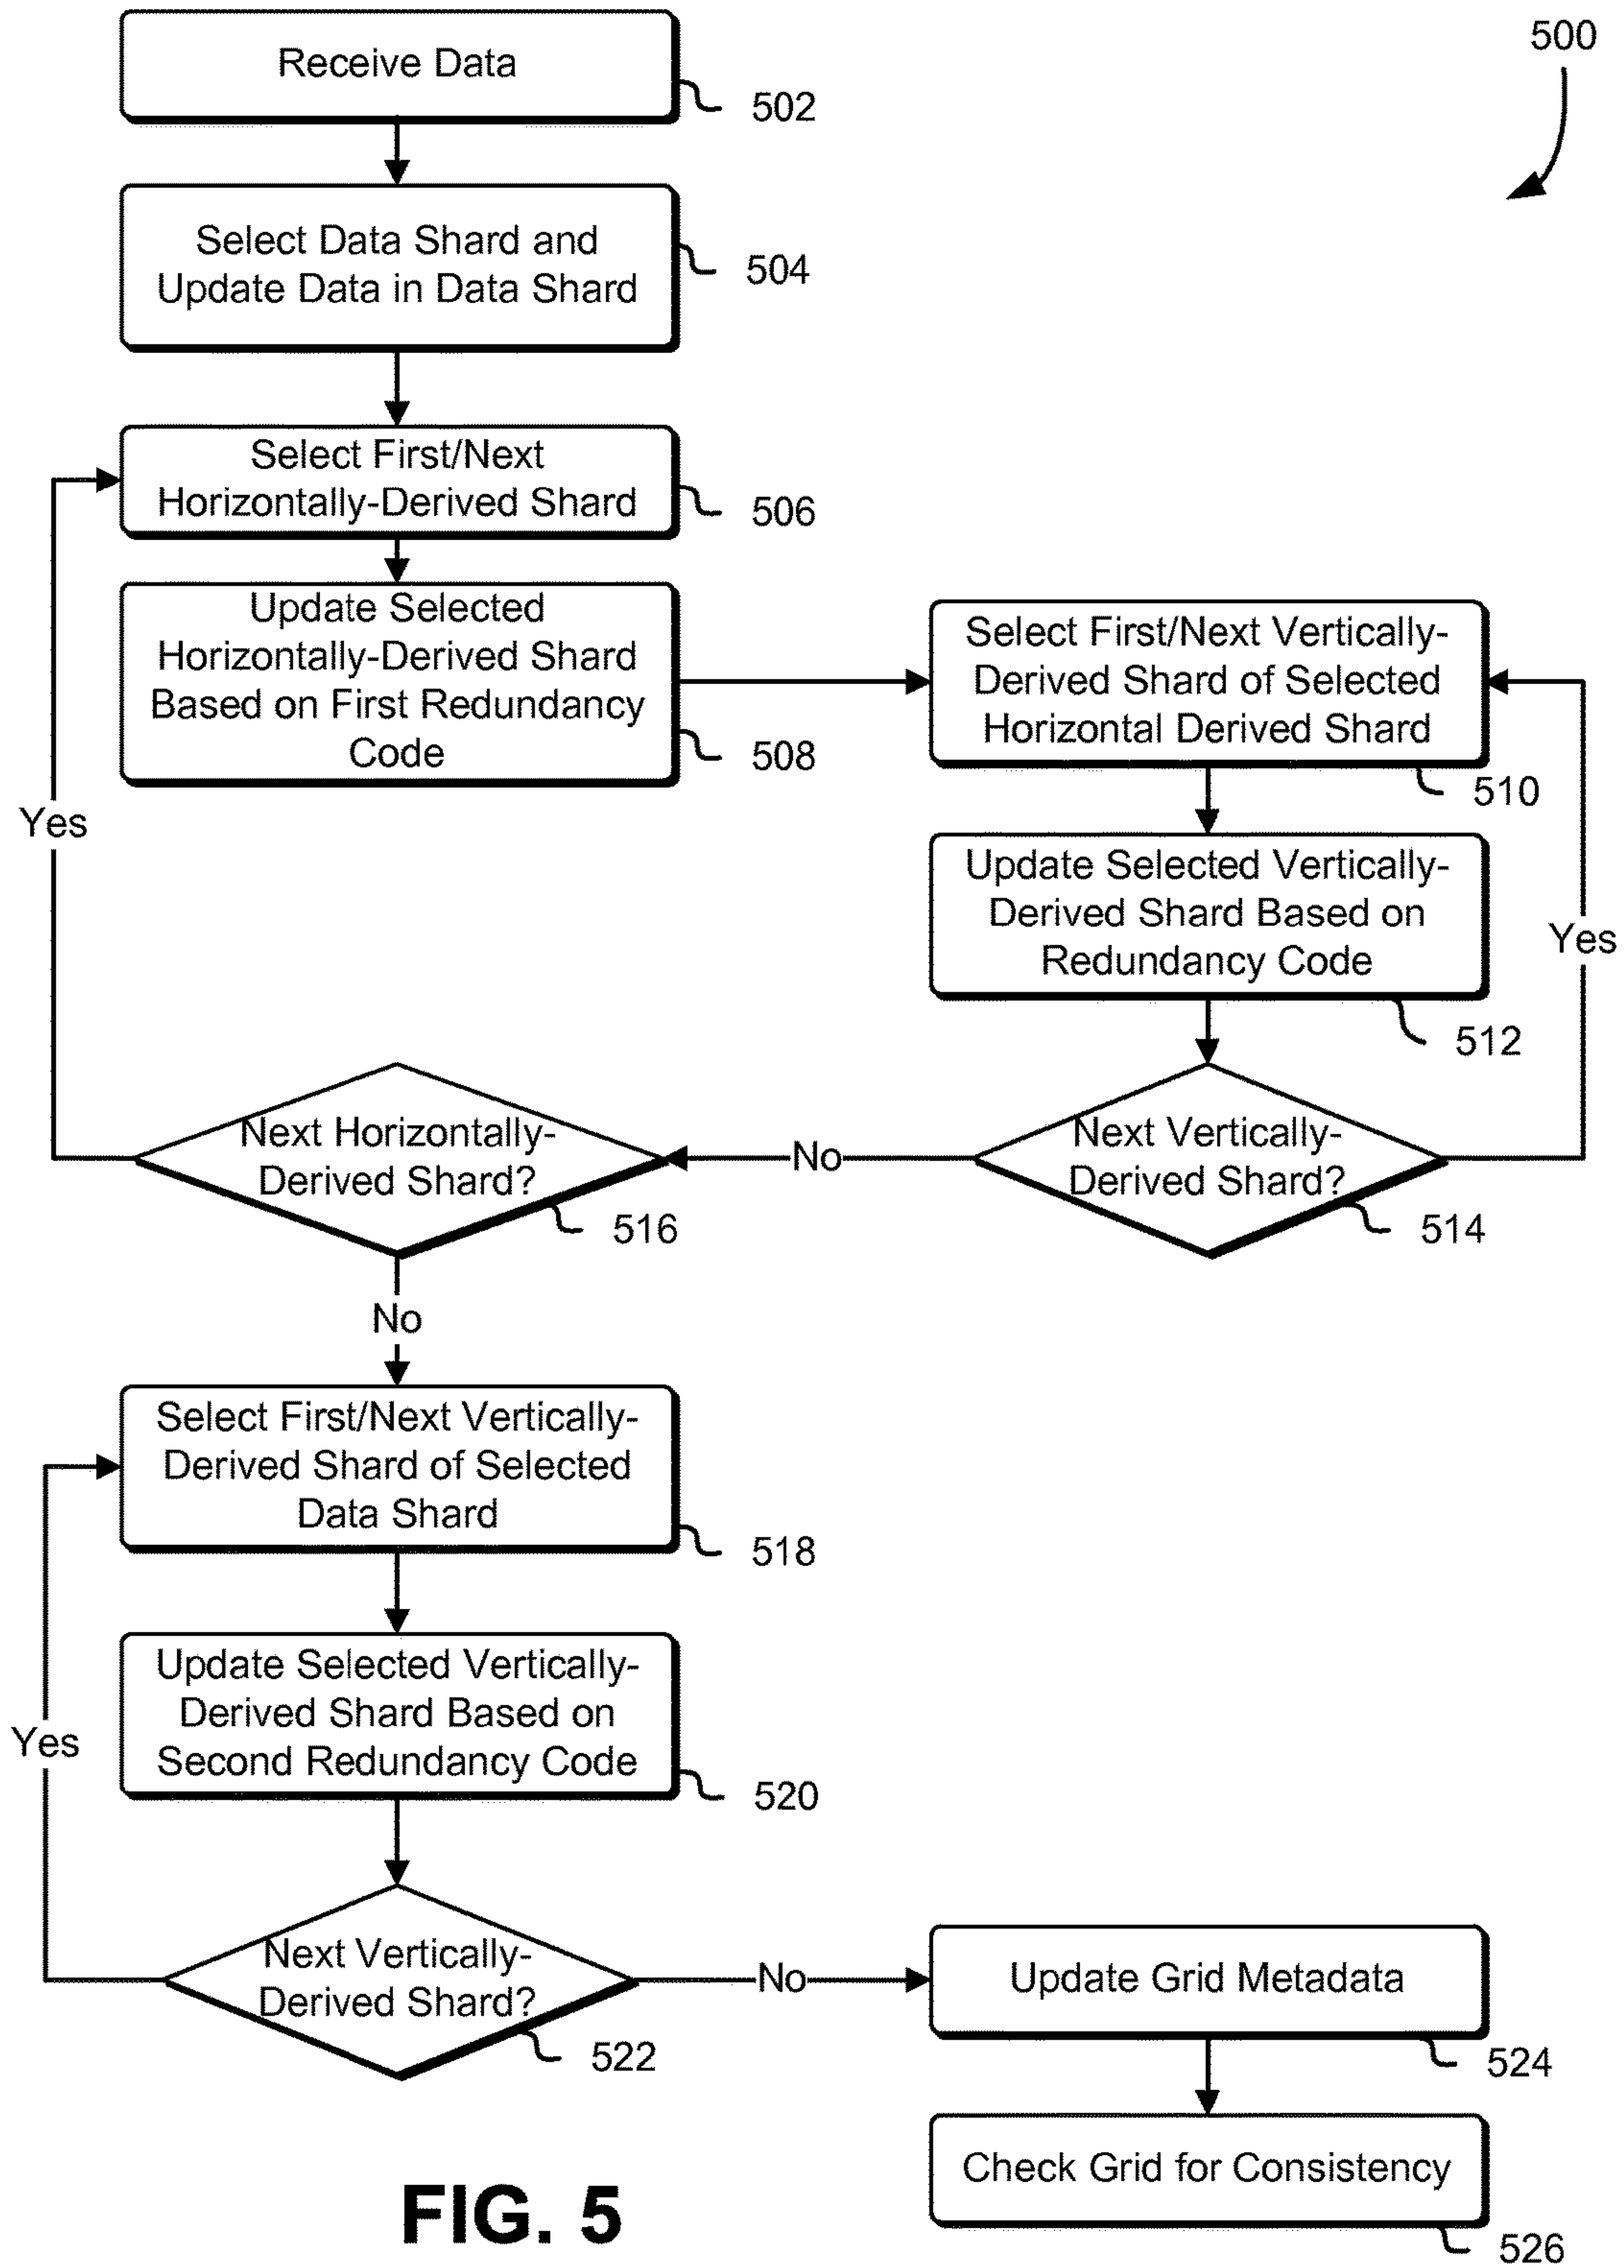 500
Receive Data
502
Select Data Shard and
Update Data in Data Shard
504
Select First/Next
Horizontally-Derived Shard
506
Update Selected
Horizontally-Derived Shard
Based on First Redundancy
Code
508
Select First/Next Vertically-
Derived Shard of Selected
Horizontal Derived Shard
510
Yes
Update Selected Vertically-
Derived Shard Based on
Redundancy Code
512
Yes
Next Horizontally-
Derived Shard?
516
No
Next Vertically-
Derived Shard?
514
No
Select First/Next Vertically-
Derived Shard of Selected
Data Shard
518
Update Selected Vertically-
Derived Shard Based on
Second Redundancy Code
520
Yes
Next Vertically-
Derived Shard?
522
No
Update Grid Metadata
524
Check Grid for Consistency
526
FIG. 5